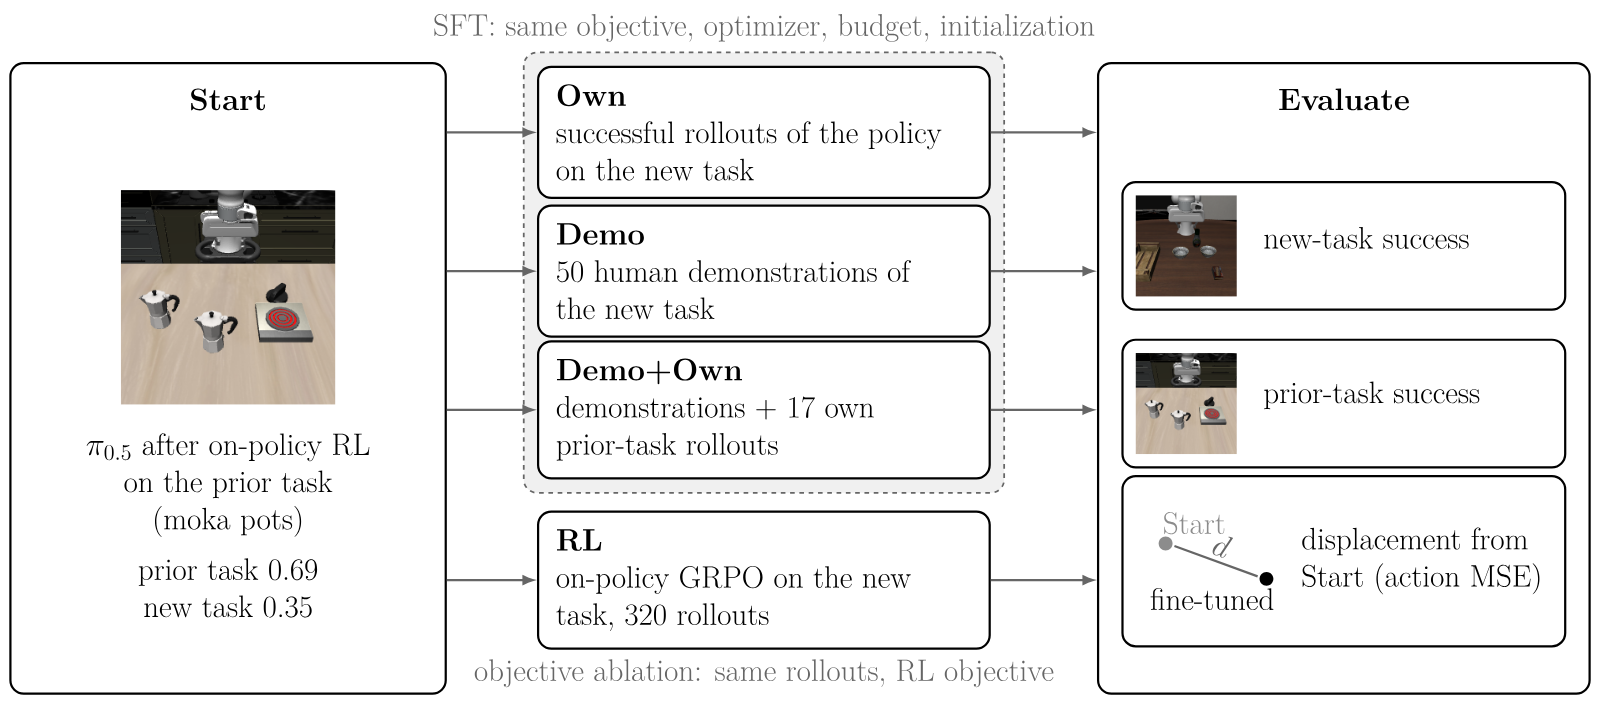 SFT: same objective, optimizer, budget, initialization
Start
π0.5 after on-policy RL
on the prior task
(moka pots)
prior task 0.69
new task 0.35
Own
successful rollouts of the policy
on the new task
Demo
50 human demonstrations of
the new task
Demo+Own
demonstrations + 17 own
prior-task rollouts
RL
on-policy GRPO on the new
task, 320 rollouts
objective ablation: same rollouts, RL objective
Evaluate
new-task success
prior-task success
Start
d
fine-tuned
displacement from
Start (action MSE)